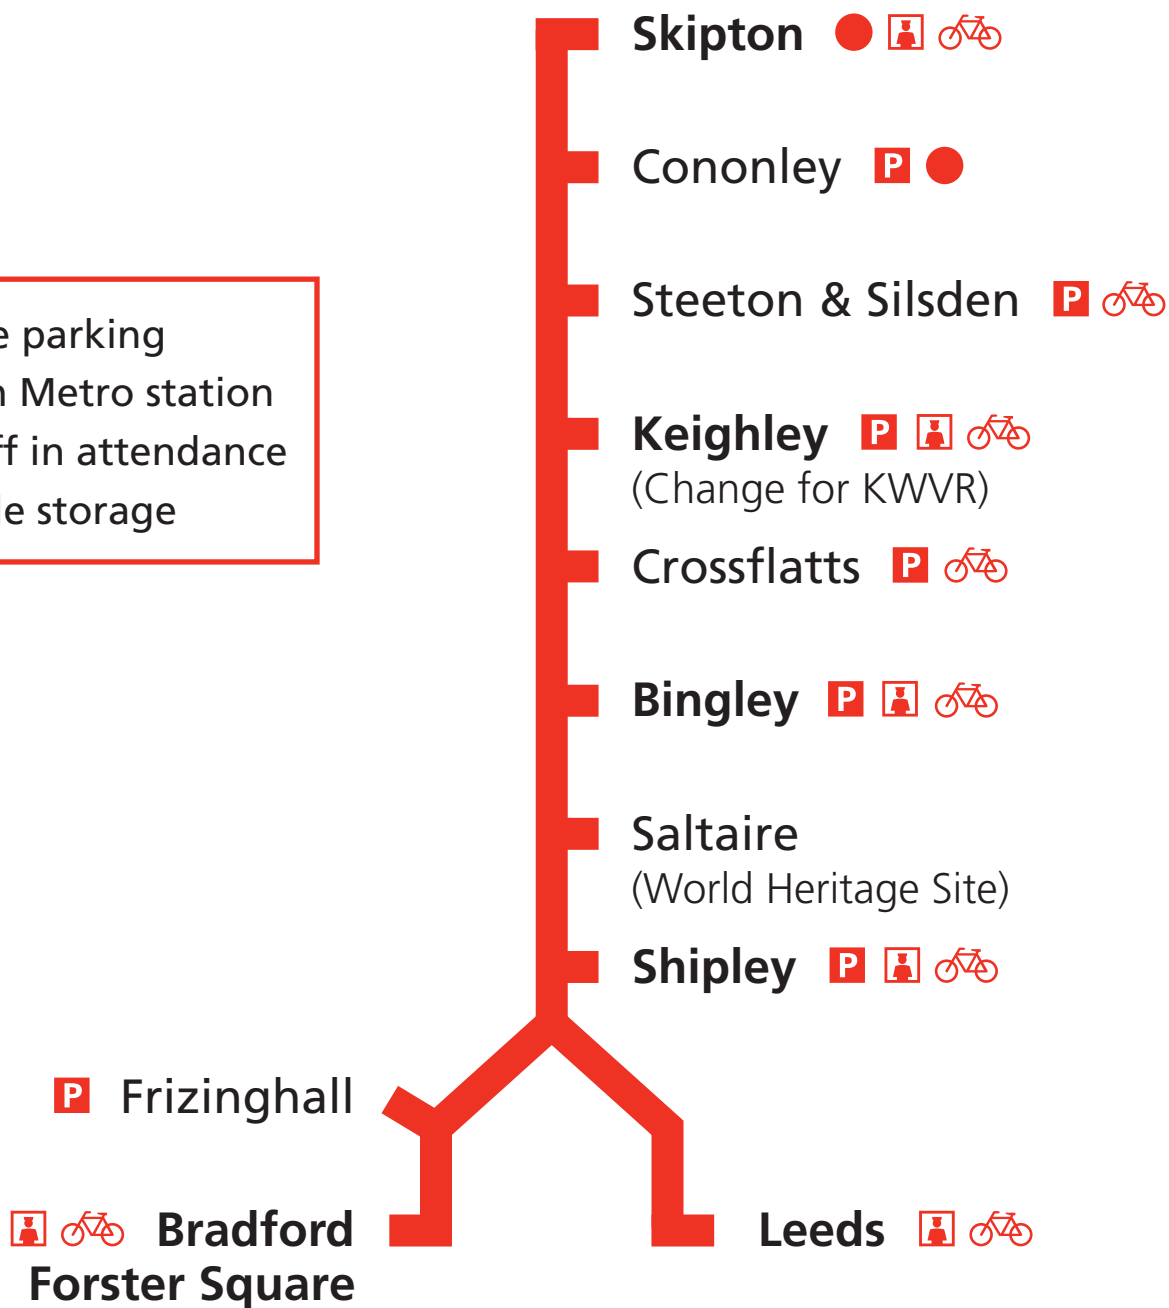 Skipton
Cononley P
Steeton & Silsden P
parking
Metro station
in attendance
storage
Keighley P
(Change for KWVR)
Crossflatts P
Bingley P
Saltaire
(World Heritage Site)
Shipley P
P Frizinghall
Bradford
Forster Square
Leeds